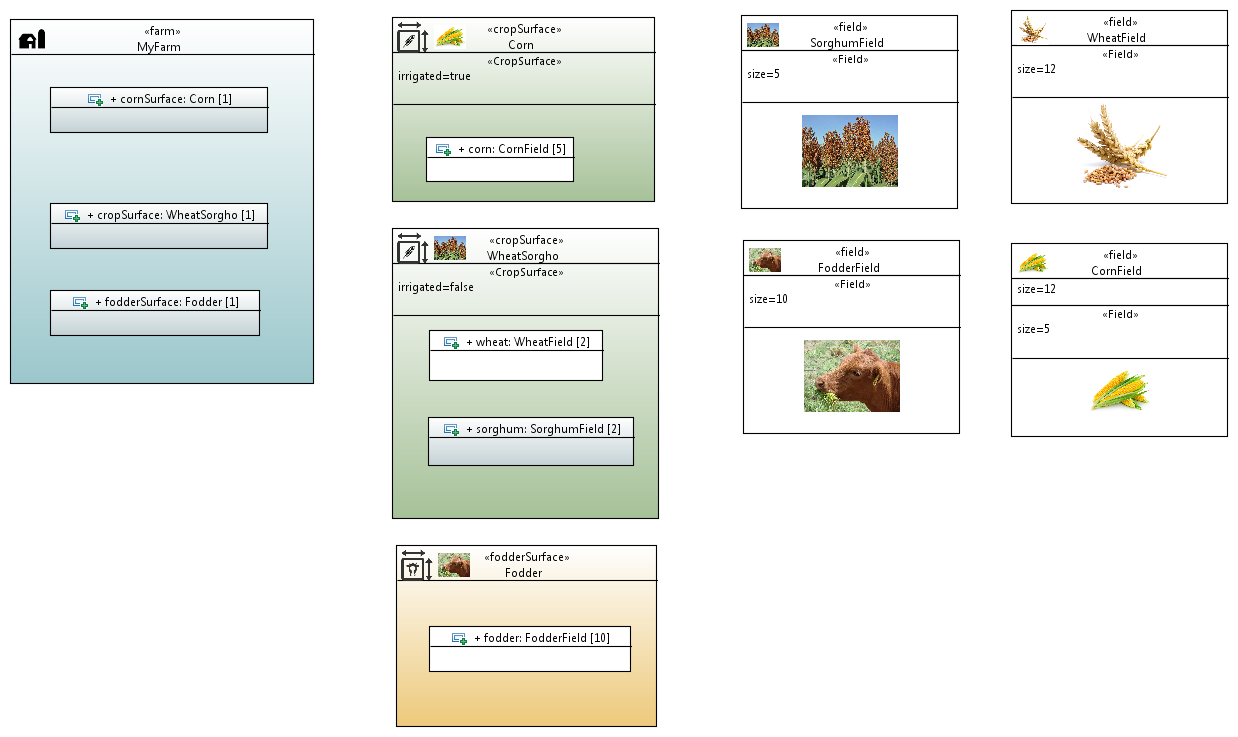 «farm»
MyFarm
+ cornSurface: Corn [1]
+ cropSurface: WheatSorgho [1]
+ fodderSurface: Fodder [1]
«cropSurface»
Corn
«CropSurface»
irrigated=true
+ corn: CornField [5]
«cropSurface»
WheatSorgho
«CropSurface»
irrigated=false
+ wheat: WheatField [2]
+ sorghum: SorghumField [2]
«fodderSurface»
Fodder
+ fodder: FodderField [10]
«field»
SorghumField
«Field»
size=5
«field»
FodderField
«Field»
size=10
«field»
WheatField
«Field»
size=12
«field»
CornField
size=12
«Field»
size=5